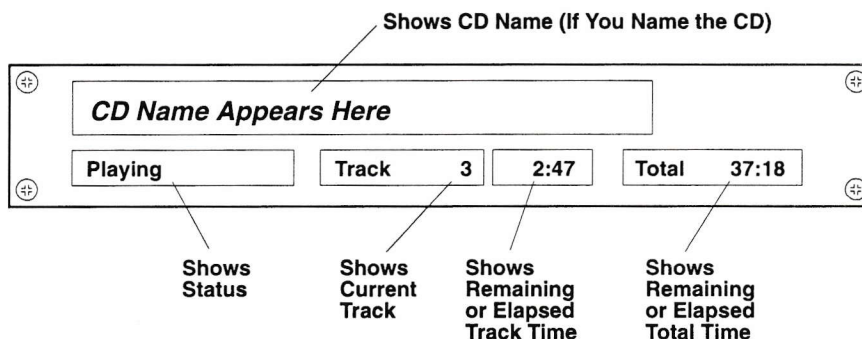 Shows CD Name (If You Name the CD)
CD Name Appears Here
Playing
Track 3
2:47
Total 37:18
Shows
Status
Shows
Current
Track
Shows
Remaining
or Elapsed
Track Time
Shows
Remaining
or Elapsed
Total Time